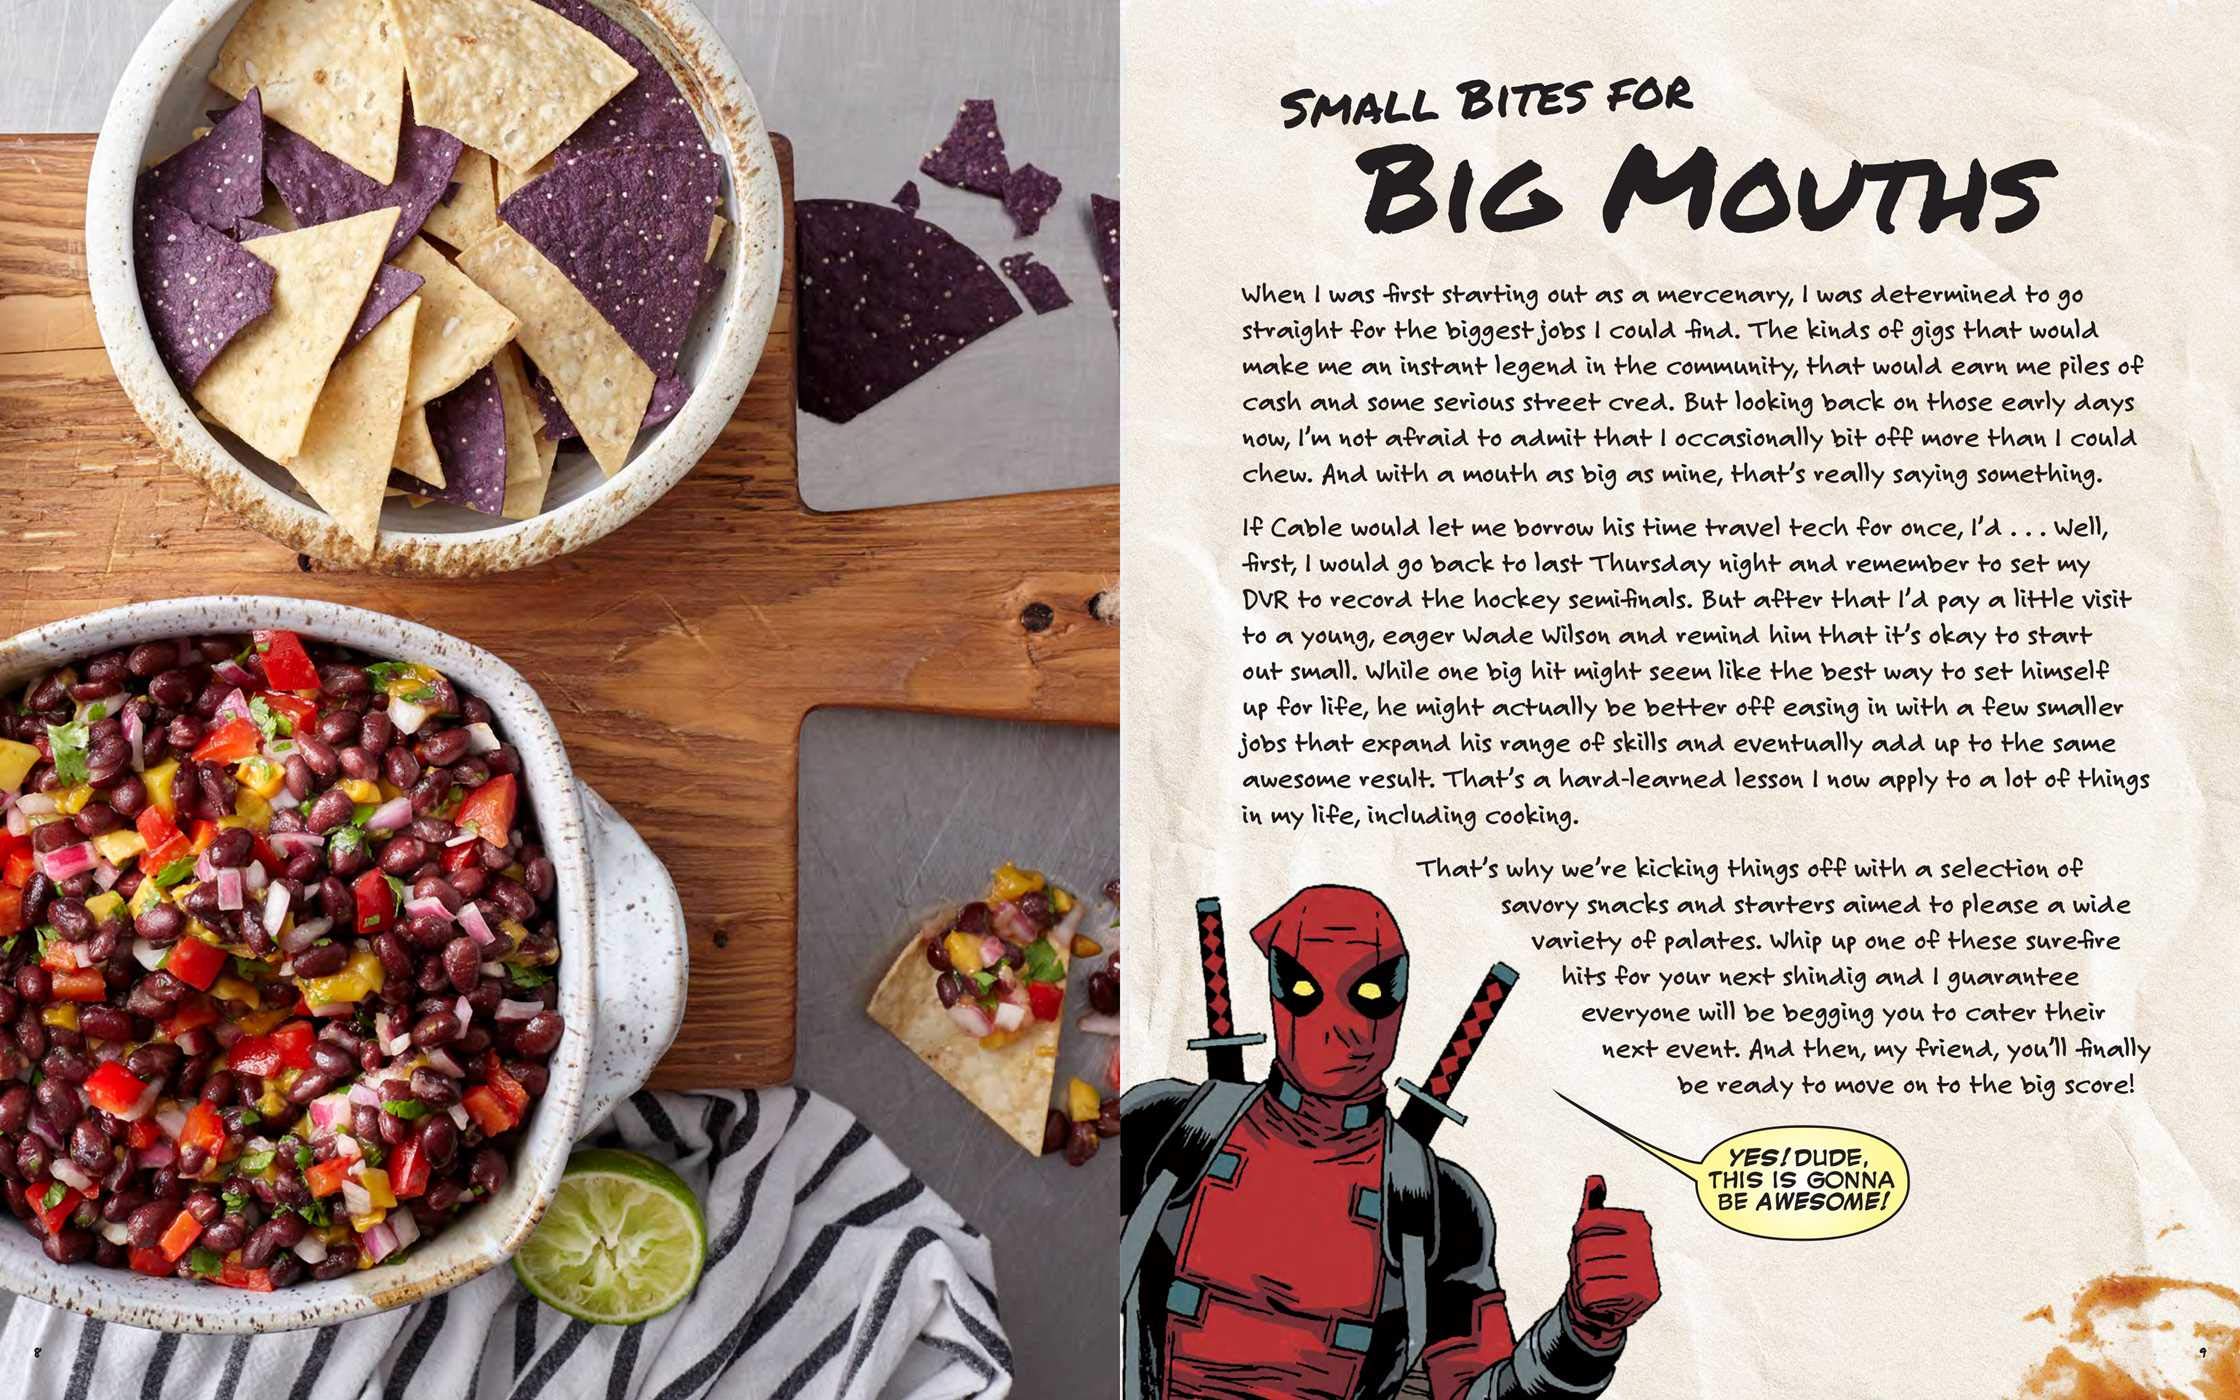 SMALL BITES FOR
BIG MOUTHS
When I was first starting out as a mercenary, I was determined to go
straight for the biggest jobs I could find. The kinds of gigs that would
make me an instant legend in the community, that would earn me piles of
cash and some serious street cred. But looking back on those early days
now, I'm not afraid to admit that I occasionally bit off more than I could
chew. And with a mouth as big as mine, that's really saying something.
If Cable would let me borrow his time travel tech for once, I'd . . . Well,
first, I would go back to last Thursday night and remember to set my
DVR to record the hockey semifinals. But after that I'd pay a little visit
to a young, eager Wade Wilson and remind him that it's okay to start
out small. While one big hit might seem like the best way to set himself
up for life, he might actually be better off easing in with a few smaller
jobs that expand his range of skills and eventually add up to the same
awesome result. That's a hard-learned lesson I now apply to a lot of things
in my life, including cooking.
That's why we're kicking things off with a selection of
savory snacks and starters aimed to please a wide
variety of palates. Whip up one of these surefire
hits for your next shindig and I guarantee
everyone will be begging you to cater their
next event. And then, my friend, you'll finally
be ready to move on to the big score!
YES! DUDE,
THIS IS GONNA
BE AWESOME!
8
9